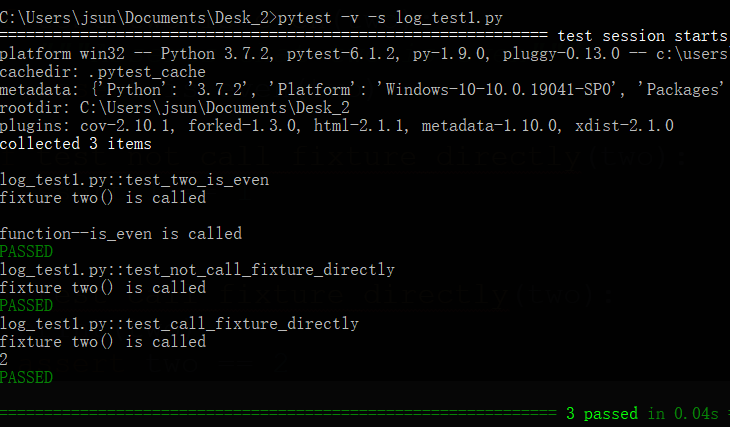 C:\Users\jsun\Documents\Desk_2>pytest -v -s log_test1.py
============================================================= test session starts
platform win32 -- Python 3.7.2, pytest-6.1.2, py-1.9.0, pluggy-0.13.0 -- c:\users
cachedir: .pytest_cache
metadata: {'Python': '3.7.2', 'Platform': 'Windows-10-10.0.19041-SP0', 'Packages'
rootdir: C:\Users\jsun\Documents\Desk_2
plugins: cov-2.10.1, forked-1.3.0, html-2.1.1, metadata-1.10.0, xdist-2.1.0
collected 3 items
log_test1.py::test_two_is_even
fixture two() is called
function--is_even is called
PASSED
log_test1.py::test_not_call_fixture_directly
fixture two() is called
PASSED
log_test1.py::test_call_fixture_directly
fixture two() is called
2
PASSED
============================================================== 3 passed in 0.04s =